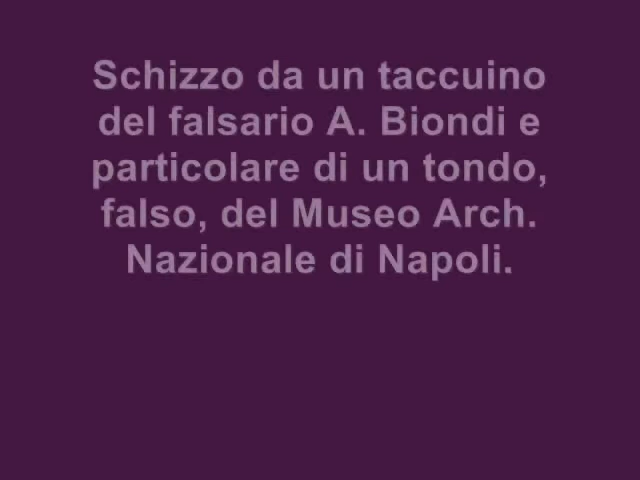 Schizzo da un taccuino
del falsario A. Biondi e
particolare di un tondo,
falso, del Museo Arch.
Nazionale di Napoli.